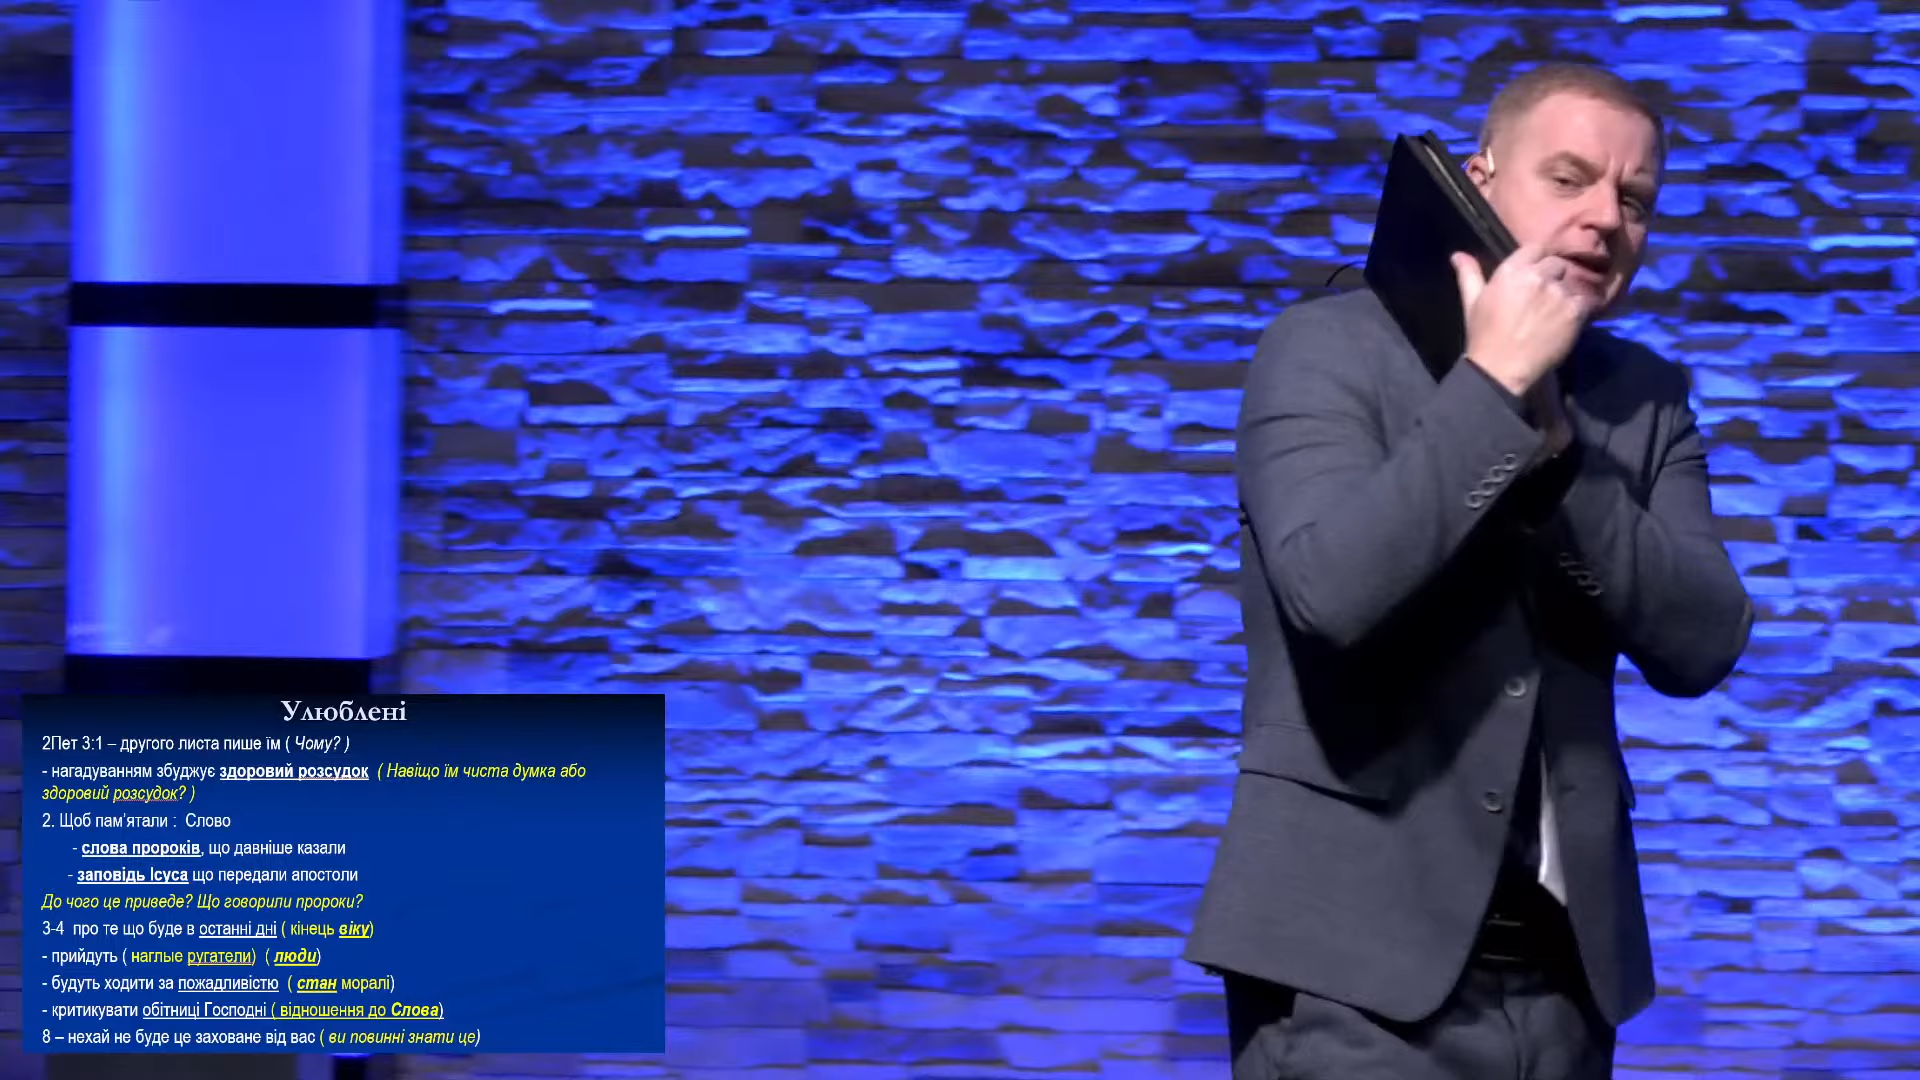 Улюблені
2Пет 3:1 – другого листа пише їм ( Чому? )
- нагадуванням збуджує здоровий розсудок ( Навіщо їм чиста думка або
здоровий розсудок? )
2. Щоб пам'ятали : Слово
- слова пророків, що давніше казали
- заповідь Ісуса що передали апостоли
До чого це приведе? Що говорили пророки?
3-4 про те що буде в останні дні ( кінець віку)
- прийдуть ( наглые ругатели) ( люди)
- будуть ходити за пожадливістю ( стан моралі)
- критикувати обітниці Господні ( відношення до Слова)
8 – нехай не буде це заховане від вас ( ви повинні знати це)